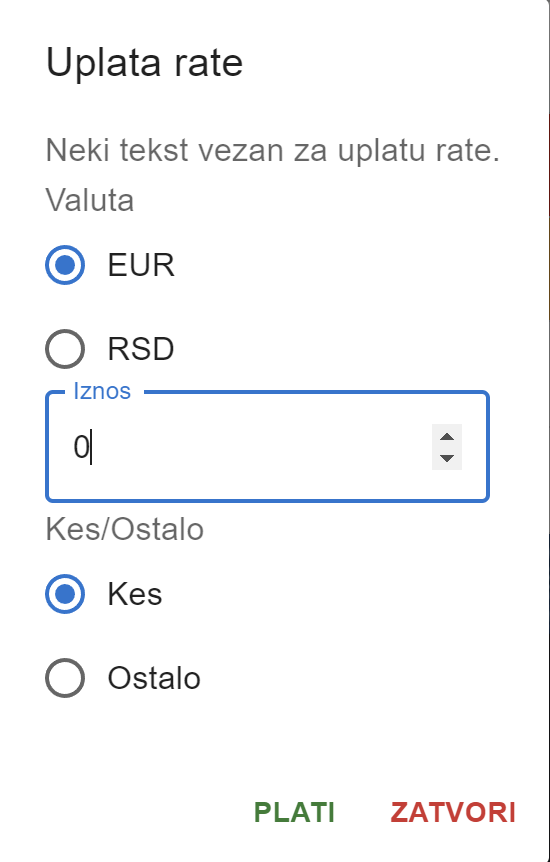 Uplata rate
Neki tekst vezan za uplatu rate.
Valuta
EUR
RSD
Iznos
0
Kes/Ostalo
Kes
Ostalo
PLATI ZATVORI